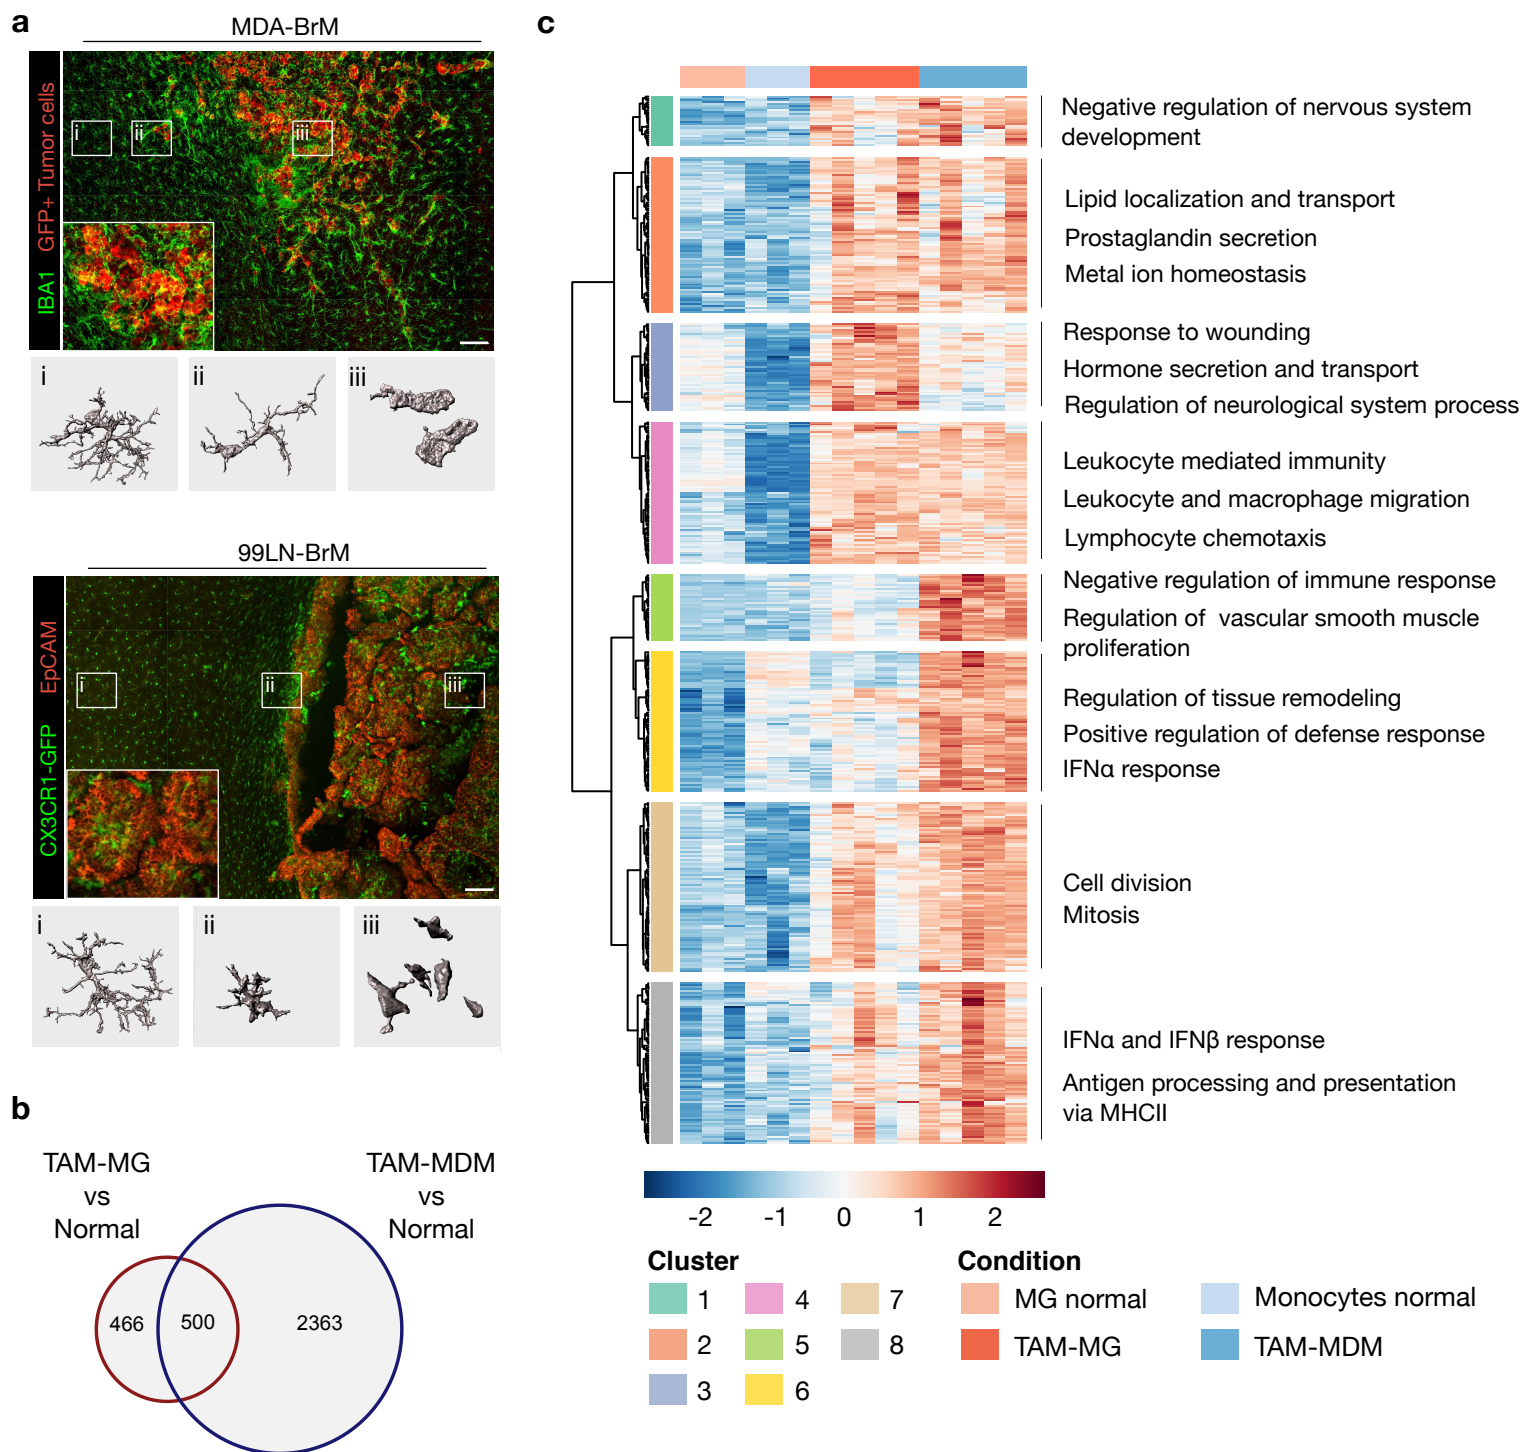 a
MDA-BrM
IBA1 GFP+ Tumor cells
i
ii
iii
i
ii
iii
99LN-BrM
CX3CR1-GFP EpCAM
i
ii
iii
i
ii
iii
b
TAM-MG
vs
Normal
TAM-MDM
vs
Normal
466
500
2363
c
Negative regulation of nervous system
development
Lipid localization and transport
Prostaglandin secretion
Metal ion homeostasis
Response to wounding
Hormone secretion and transport
Regulation of neurological system process
Leukocyte mediated immunity
Leukocyte and macrophage migration
Lymphocyte chemotaxis
Negative regulation of immune response
Regulation of vascular smooth muscle
proliferation
Regulation of tissue remodeling
Positive regulation of defense response
IFNα response
Cell division
Mitosis
IFNα and IFNβ response
Antigen processing and presentation
via MHCII
-2 -1 0 1 2
Cluster
1
2
3
4
5
6
7
8
Condition
MG normal
TAM-MG
Monocytes normal
TAM-MDM